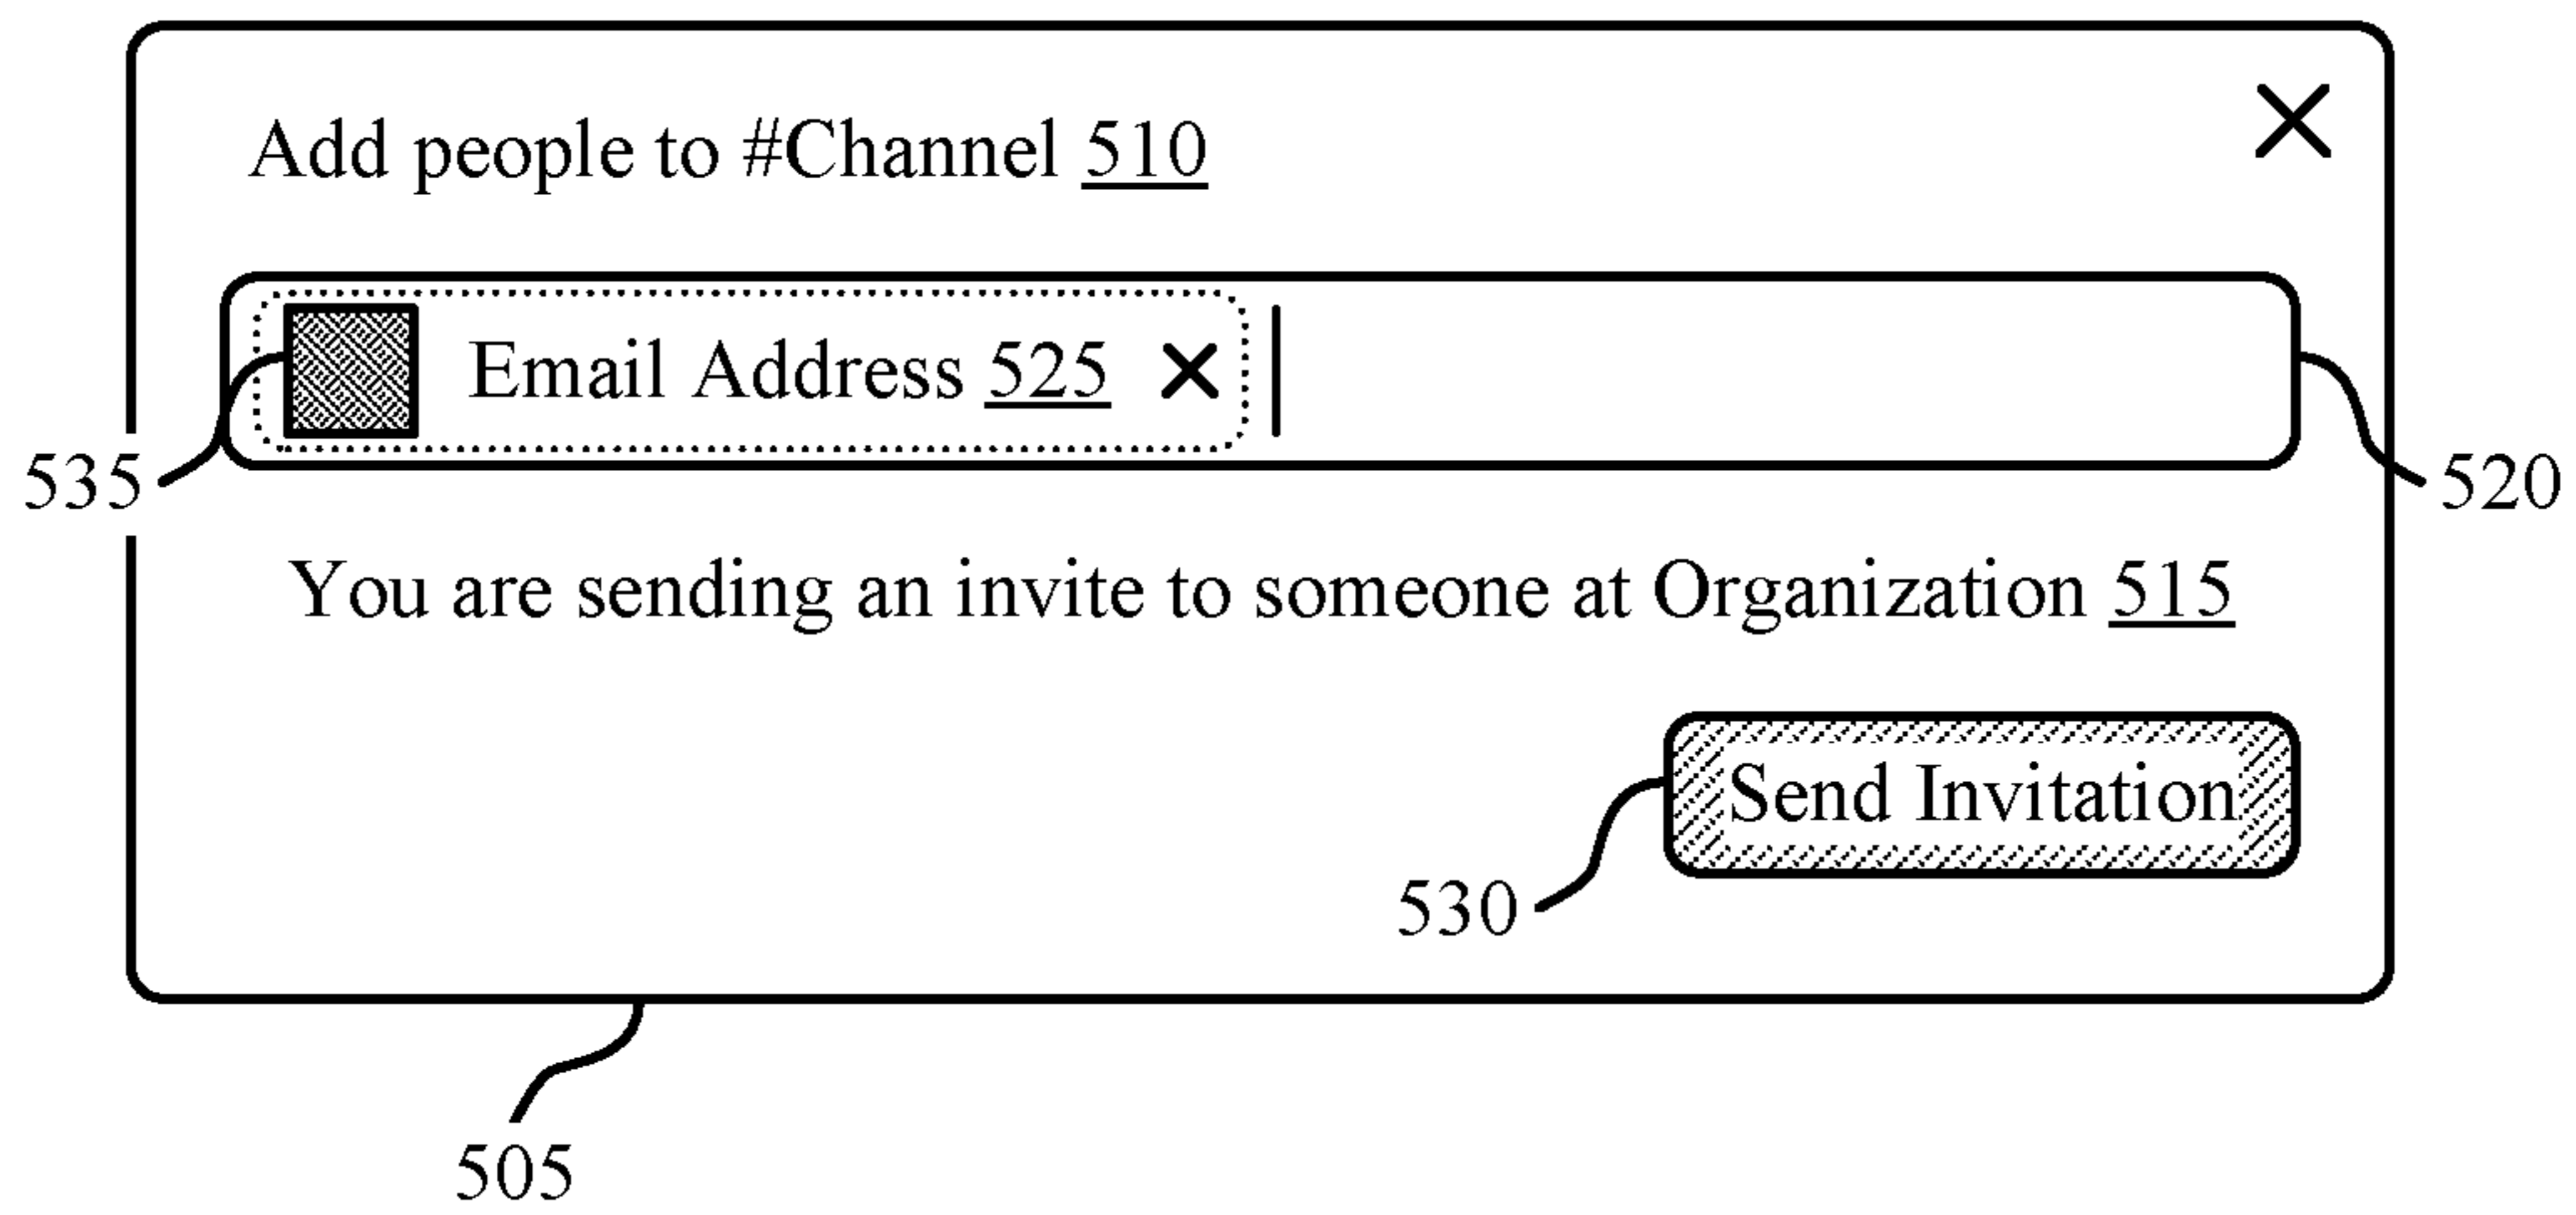 Add people to #Channel 510
Email Address 525
535
520
You are sending an invite to someone at Organization 515
Send Invitation
530
505